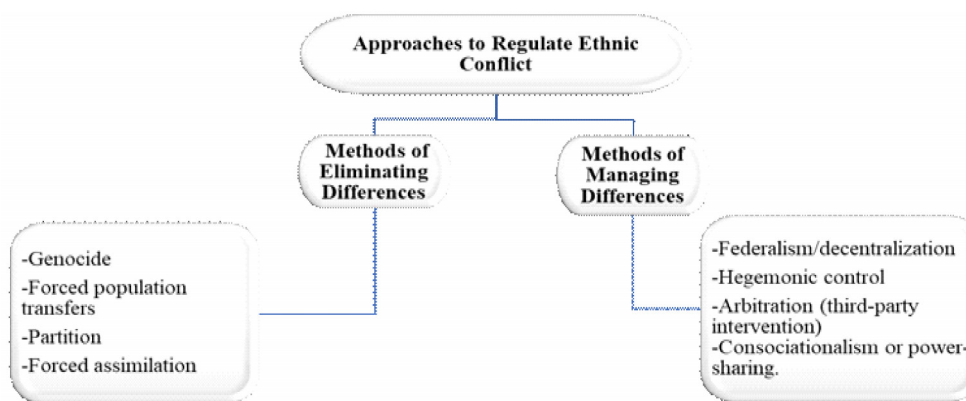 Approaches to Regulate Ethnic
Conflict
Methods of
Eliminating
Differences
Methods of
Managing
Differences
-Genocide
-Forced population
transfers
-Partition
-Forced assimilation
-Federalism/decentralization
-Hegemonic control
-Arbitration (third-party
intervention)
-Consociationalism or power-
sharing.